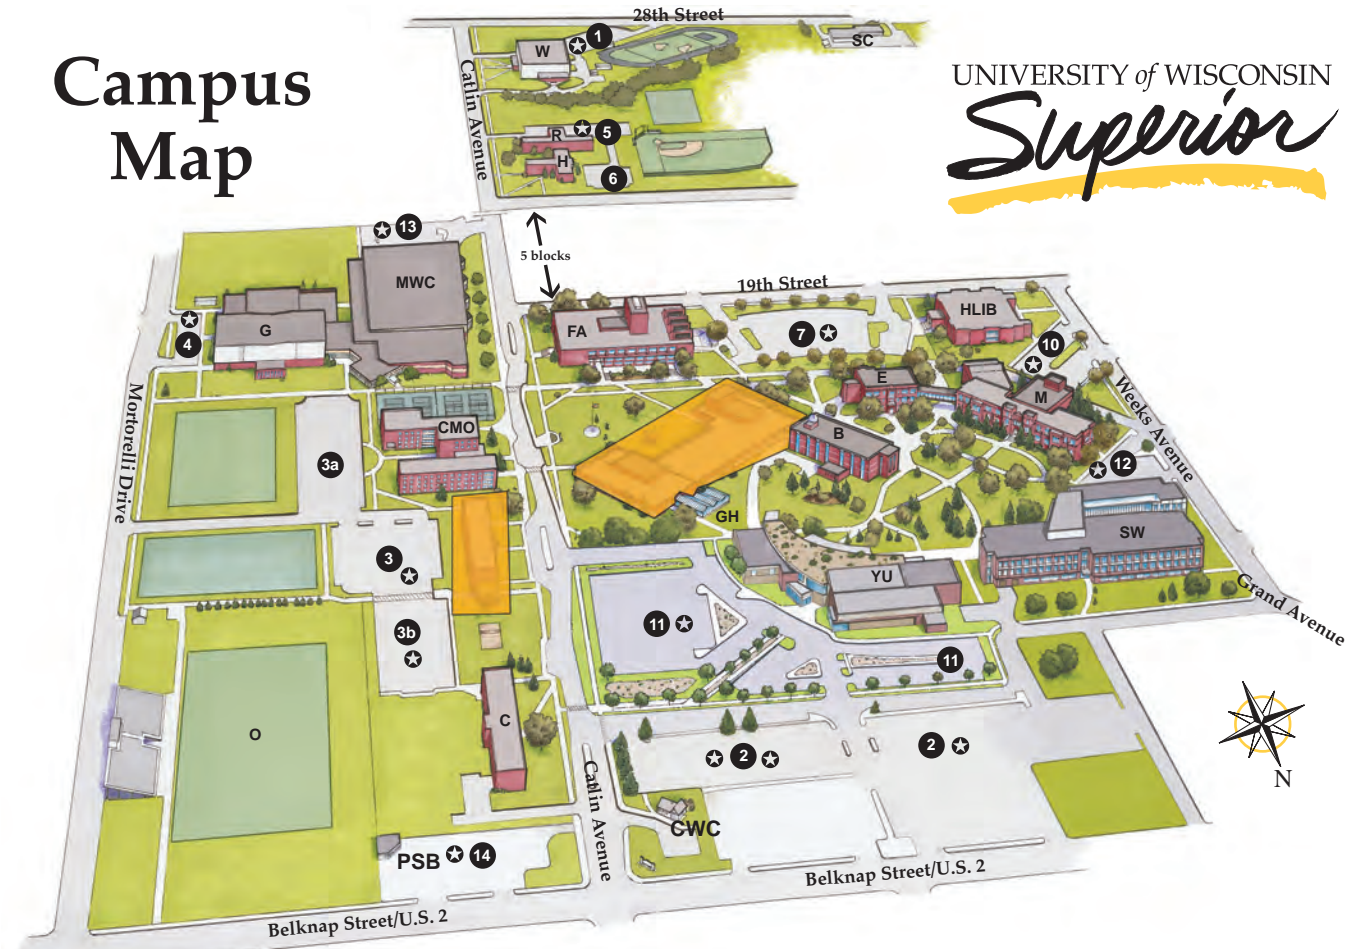 28th Street
Campus
Map
W
1
SC
Catlin Avenue
UNIVERSITY of WISCONSIN
Superior
R
5
H
6
13
5 blocks
MWC
19th Street
G
4
FA
7
HLIB
10
E
M
Mortorelli Drive
Weeks Avenue
CMO
B
3a
12
GH
SW
3
YU
Grand Avenue
3b
11
11
C
O
2
2
N
Catlin Avenue
CWC
PSB
14
Belknap Street/U.S. 2
Belknap Street/U.S. 2